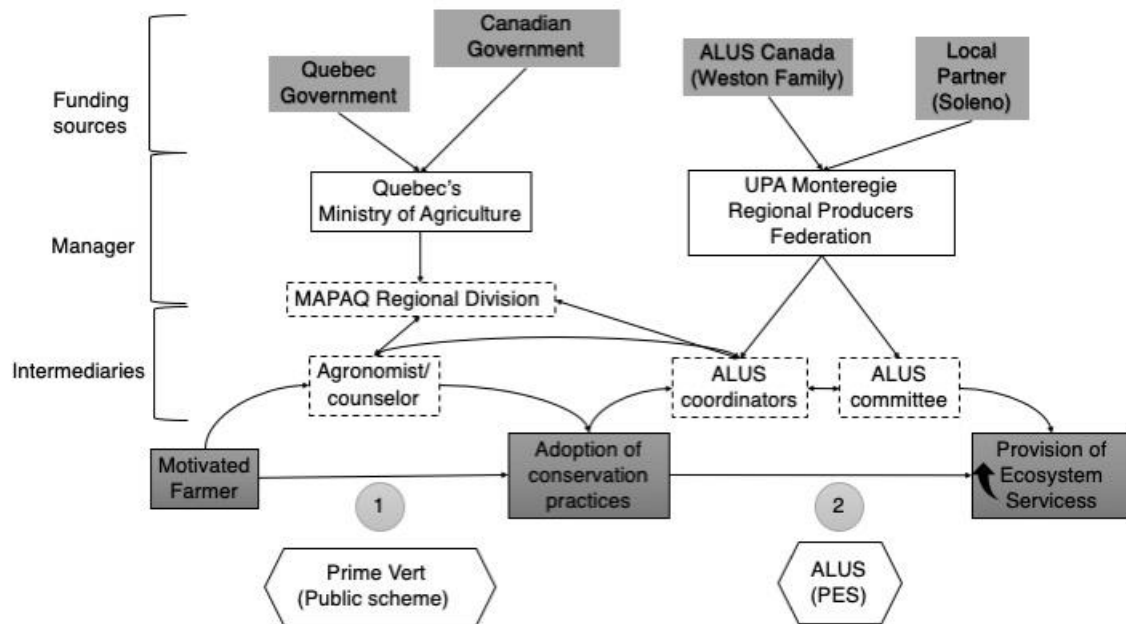 Canadian
Government
Quebec
Government
ALUS Canada
(Weston Family)
Local
Partner
(Soleno)
Funding
sources
Quebec's
Ministry of Agriculture
UPA Monteregie
Regional Producers
Federation
Manager
MAPAQ Regional Division
Intermediaries
Agronomist/
counselor
ALUS
coordinators
ALUS
committee
Motivated
Farmer
Adoption of
conservation
practices
Provision of
Ecosystem
Servicess
1
2
Prime Vert
(Public scheme)
ALUS
(PES)